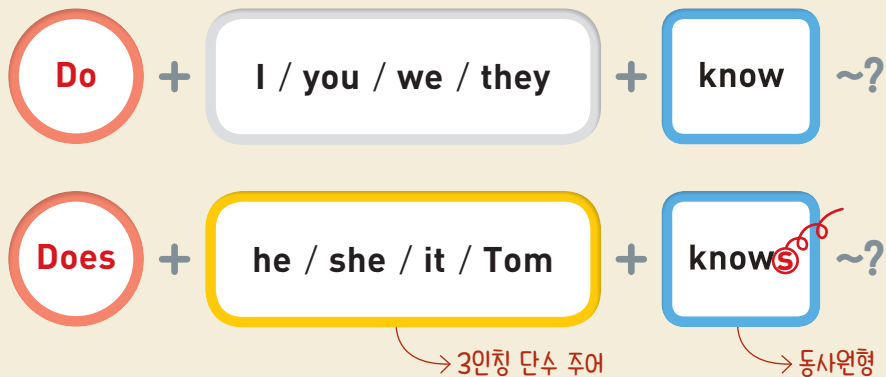 Do + I / you / we / they + know ~?
Does + he / she / it / Tom + knows ~?
3인칭 단수 주어
동사원형